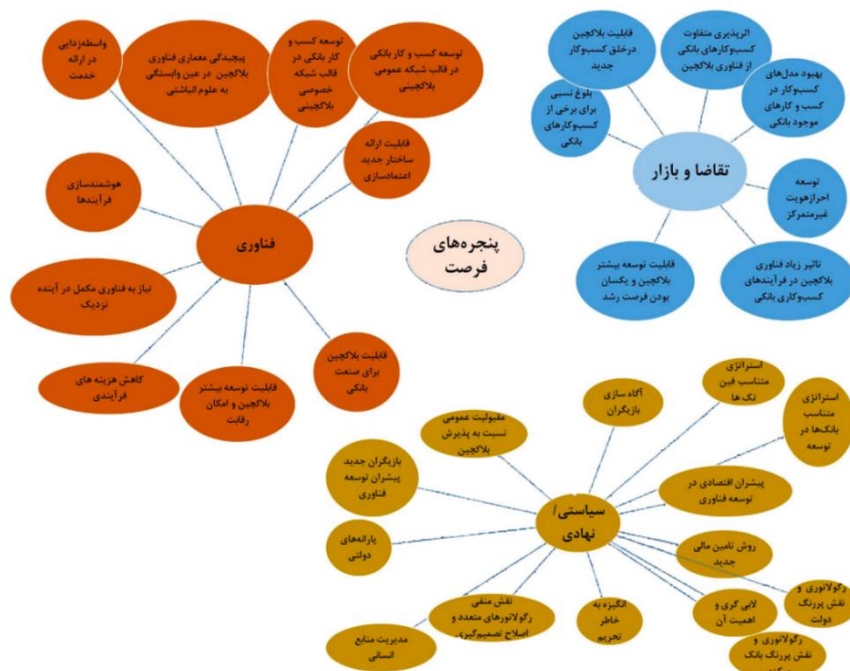 واسطه‌زدایی
در ارائه
خدمت
پیچیدگی معماری فناوری
بلاکچین در عین وابستگی
به علوم انباشتی
توسعه کسب و
کار بانکی در
قالب شبکه
خصوصی
بلاکچینی
توسعه کسب و کار بانکی
در قالب شبکه عمومی
بلاکچینی
قابلیت ارائه
ساختار جدید
اعتمادسازی
هوشمندسازی
فرآیندها
فناوری
نیاز به فناوری مکمل در آینده
نزدیک
کاهش هزینه های
فرآیندی
قابلیت توسعه بیشتر
بلاکچین و امکان
رقابت
قابلیت بلاکچین
برای صنعت
بانکی
پنجره‌های
فرصت
قابلیت بلاکچین
درخلق کسب‌وکار
جدید
اثرپذیری متفاوت
کسب‌وکارهای بانکی
از فناوری بلاکچین
بهبود مدل‌های
کسب‌وکار در
کسب و کارهای
موجود بانکی
بلوغ نسبی
برای برخی از
کسب‌وکارهای
بانکی
تقاضا و بازار
توسعه
احرازهویت
غیرمتمرکز
قابلیت توسعه بیشتر
بلاکچین و یکسان
بودن فرصت رشد
تاثیر زیاد فناوری
بلاکچین در فرآیندهای
کسب‌وکاری بانکی
استراتژی
متناسب فین
تک ها
استراتژی
متناسب
بانک‌ها در
توسعه
آگاه سازی
بازیگران
مقبولیت عمومی
نسبت به پذیرش
بلاکچین
بازیگران جدید
پیشران توسعه
فناوری
پیشران اقتصادی در
توسعه فناوری
سیاستی/
نهادی
یارانه‌های
دولتی
روش تامین مالی
جدید
رگولاتوری و
نقش پررنگ
دولت
لابی گری و
اهمیت آن
انگیزه به
خاطر
تحریم
نقش منفی
رگولاتورهای متعدد و
اصلاح تصمیم‌گیری
مدیریت منابع
انسانی
رگولاتوری و
نقش پررنگ بانک